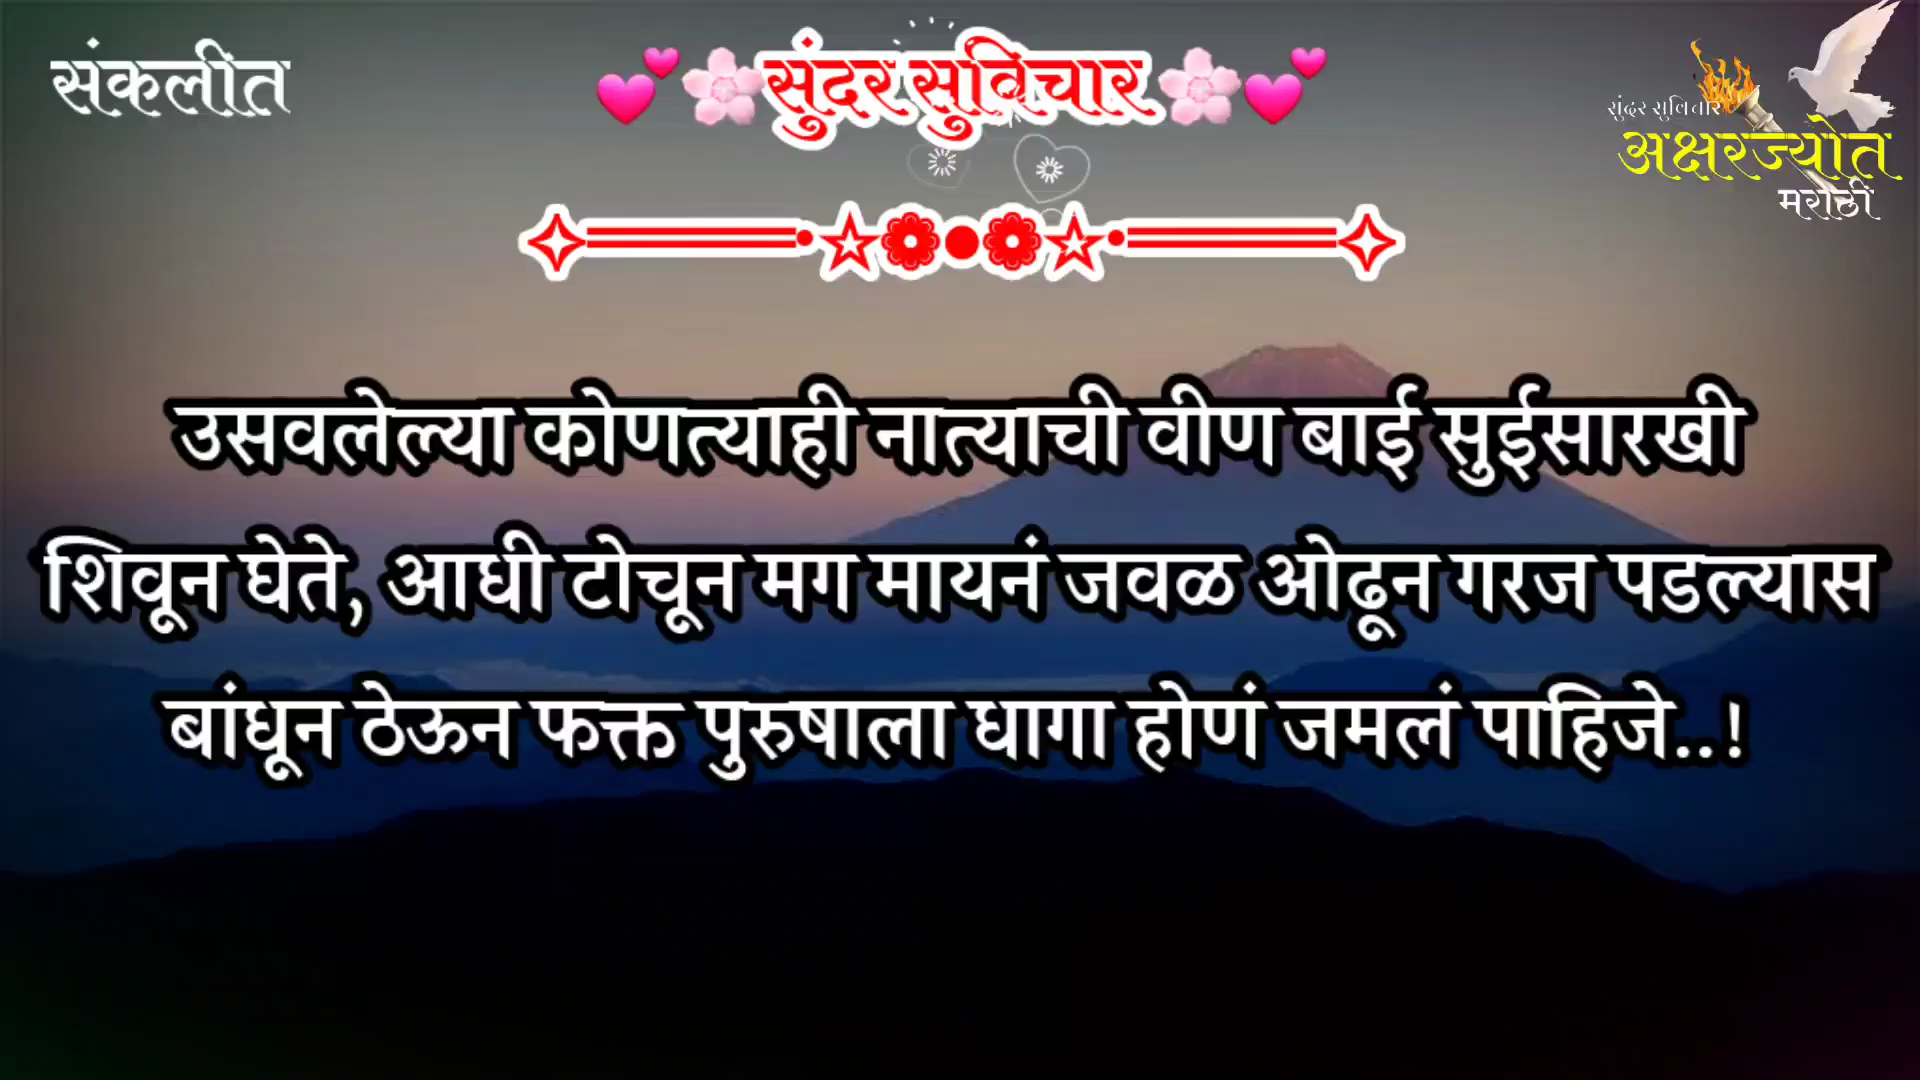 संकलीत
💕🌸सुंदर सुविचार🌸💕
सुंदर सुविचार
अक्षरज्योत
मराठी
उसवलेल्या कोणत्याही नात्याची वीण बाई सुईसारखी
शिवून घेते, आधी टोचून मग मायनं जवळ ओढून गरज पडल्यास
बांधून ठेऊन फक्त पुरुषाला धागा होणं जमलं पाहिजे..!